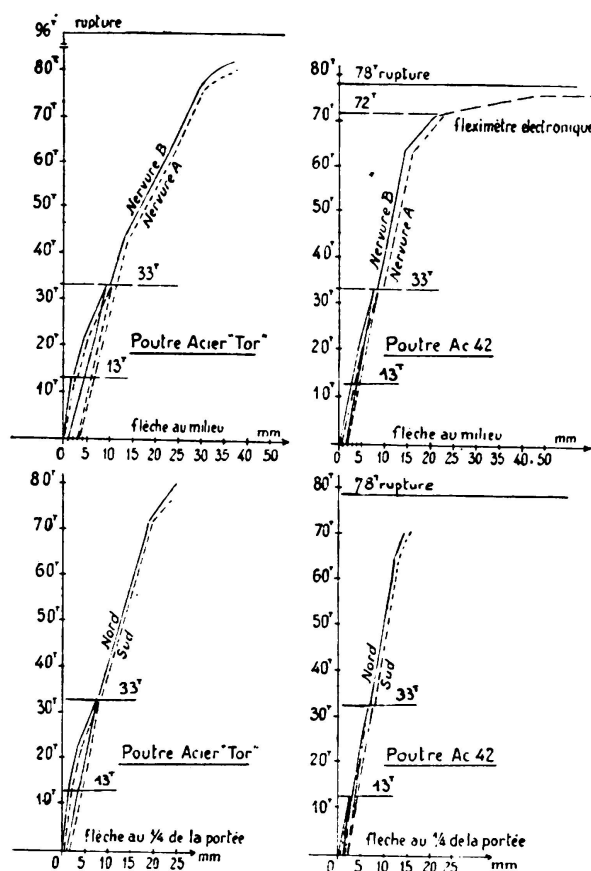 96ᵀ rupture
80ᵀ
70ᵀ
60ᵀ
50ᵀ
40ᵀ
30ᵀ
20ᵀ
10ᵀ
Nervure B
Nervure A
33ᵀ
Poutre Acier "Tor"
13ᵀ
flèche au milieu
mm
0 5 10 15 20 25 30 35 40 45 50
80ᵀ
78ᵀ rupture
70ᵀ
72ᵀ
fleximètre electronique
60ᵀ
50ᵀ
40ᵀ
30ᵀ
20ᵀ
10ᵀ
Nervure B
Nervure A
33ᵀ
Poutre Ac 42
13ᵀ
flèche au milieu
mm
0 5 10 15 20 25 30 35 40.50
80ᵀ
70ᵀ
60ᵀ
50ᵀ
40ᵀ
30ᵀ
20ᵀ
10ᵀ
Nord
Sud
33ᵀ
Poutre Acier "Tor"
13ᵀ
flèche au ¼ de la portée
0 5 10 15 20 25 mm
80ᵀ
78ᵀ rupture
70ᵀ
60ᵀ
50ᵀ
40ᵀ
30ᵀ
20ᵀ
10ᵀ
Nord
Sud
33ᵀ
Poutre Ac 42
13ᵀ
flèche au ¼ de la portée
0 5 10 15 20 25 30 mm